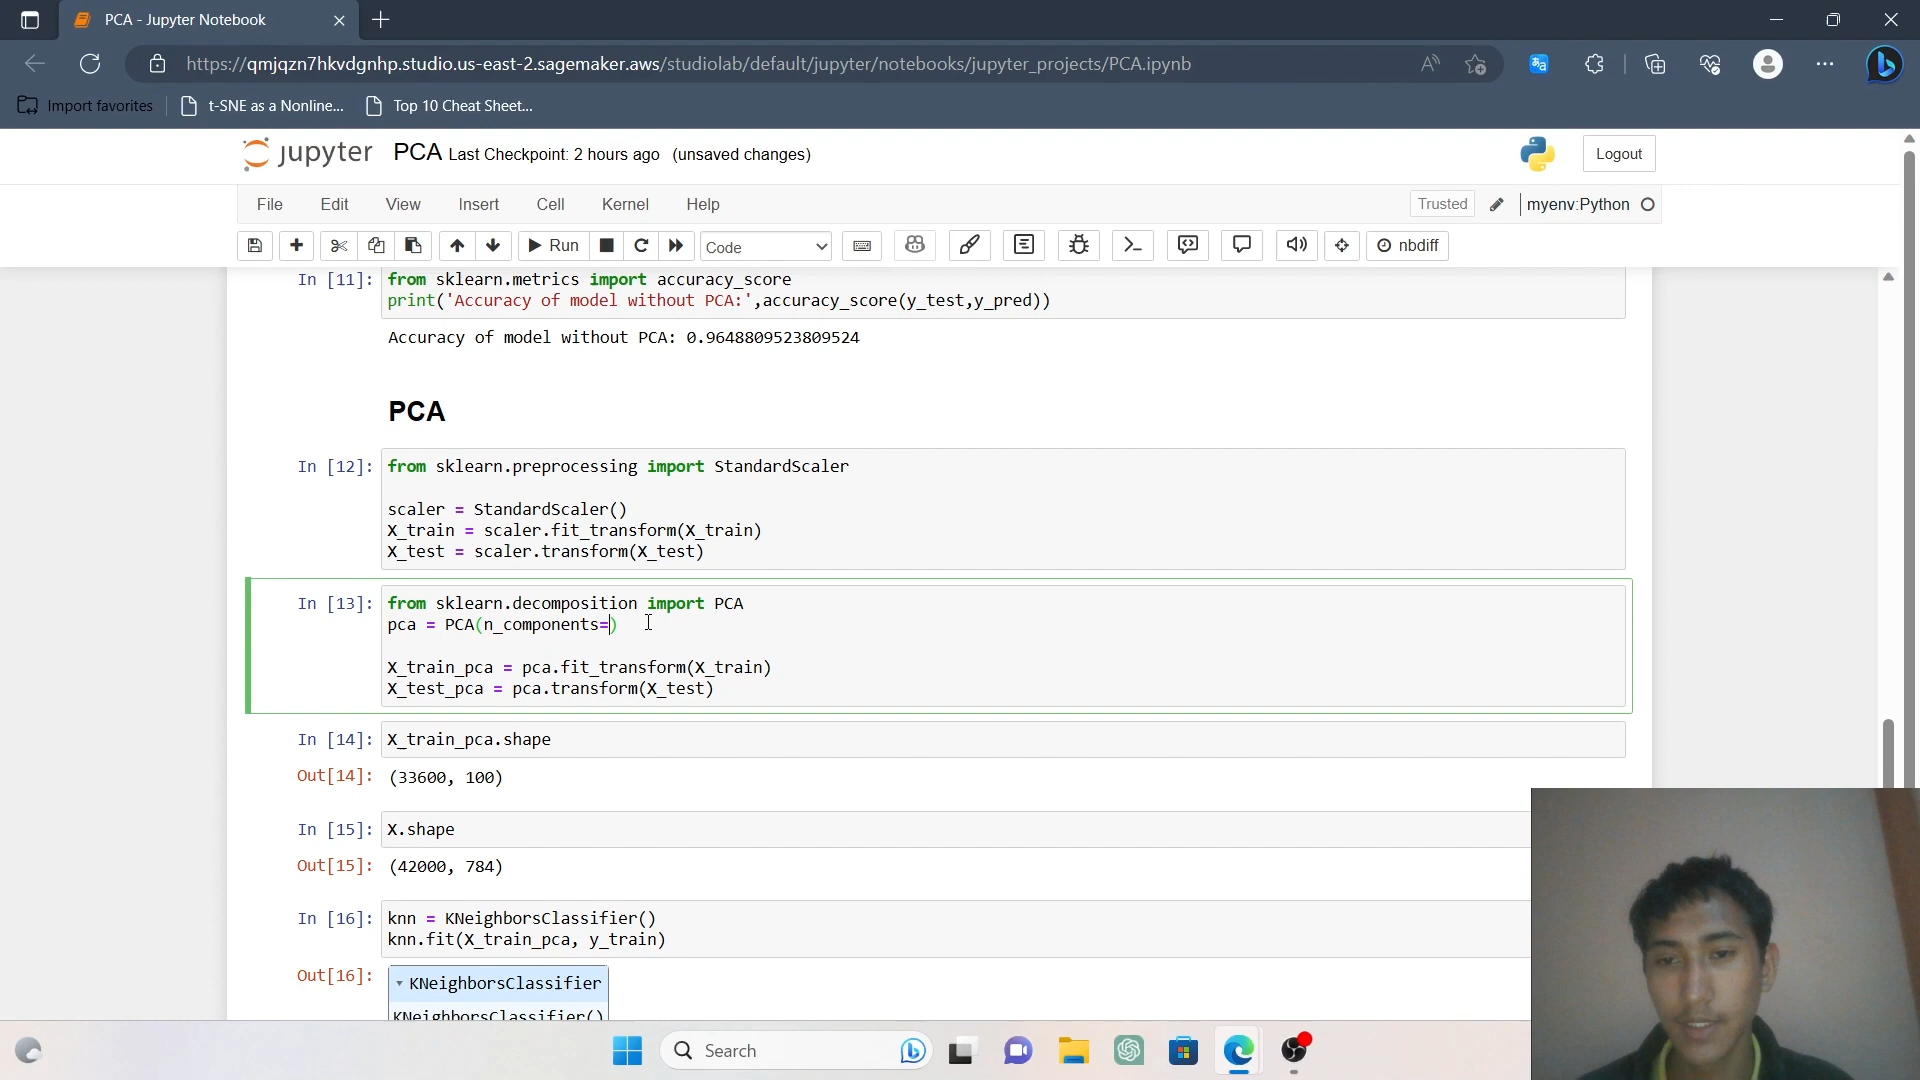 PCA - Jupyter Notebook
https://qmjqzn7hkvdgnhp.studio.us-east-2.sagemaker.aws/studiolab/default/jupyter/notebooks/jupyter_projects/PCA.ipynb
Import favorites t-SNE as a Nonline... Top 10 Cheat Sheet...
jupyter PCA Last Checkpoint: 2 hours ago (unsaved changes) Logout
File Edit View Insert Cell Kernel Help Trusted myenv:Python
Run Code nbdiff
In [11]: from sklearn.metrics import accuracy_score
print('Accuracy of model without PCA:',accuracy_score(y_test,y_pred))
Accuracy of model without PCA: 0.9648809523809524
PCA
In [12]: from sklearn.preprocessing import StandardScaler
scaler = StandardScaler()
X_train = scaler.fit_transform(X_train)
X_test = scaler.transform(X_test)
In [13]: from sklearn.decomposition import PCA
pca = PCA(n_components=)
X_train_pca = pca.fit_transform(X_train)
X_test_pca = pca.transform(X_test)
In [14]: X_train_pca.shape
Out[14]: (33600, 100)
In [15]: X.shape
Out[15]: (42000, 784)
In [16]: knn = KNeighborsClassifier()
knn.fit(X_train_pca, y_train)
Out[16]: KNeighborsClassifier
KNeighborsClassifier()
Search